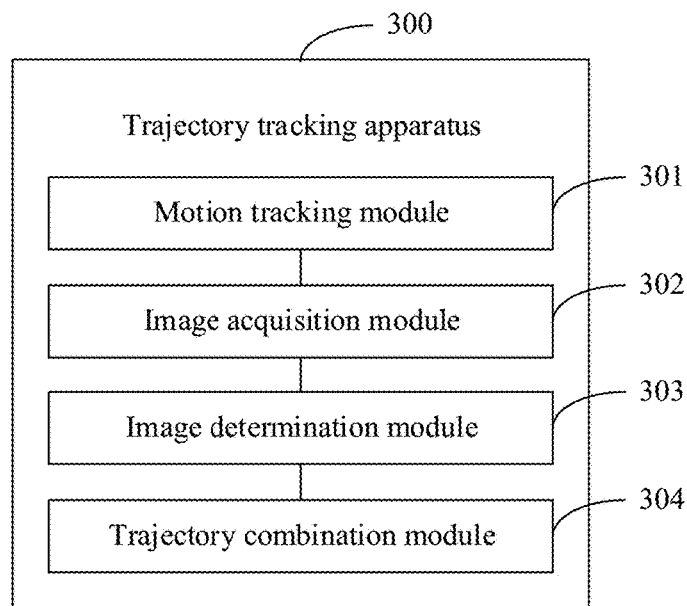 300
Trajectory tracking apparatus
301
Motion tracking module
302
Image acquisition module
303
Image determination module
304
Trajectory combination module